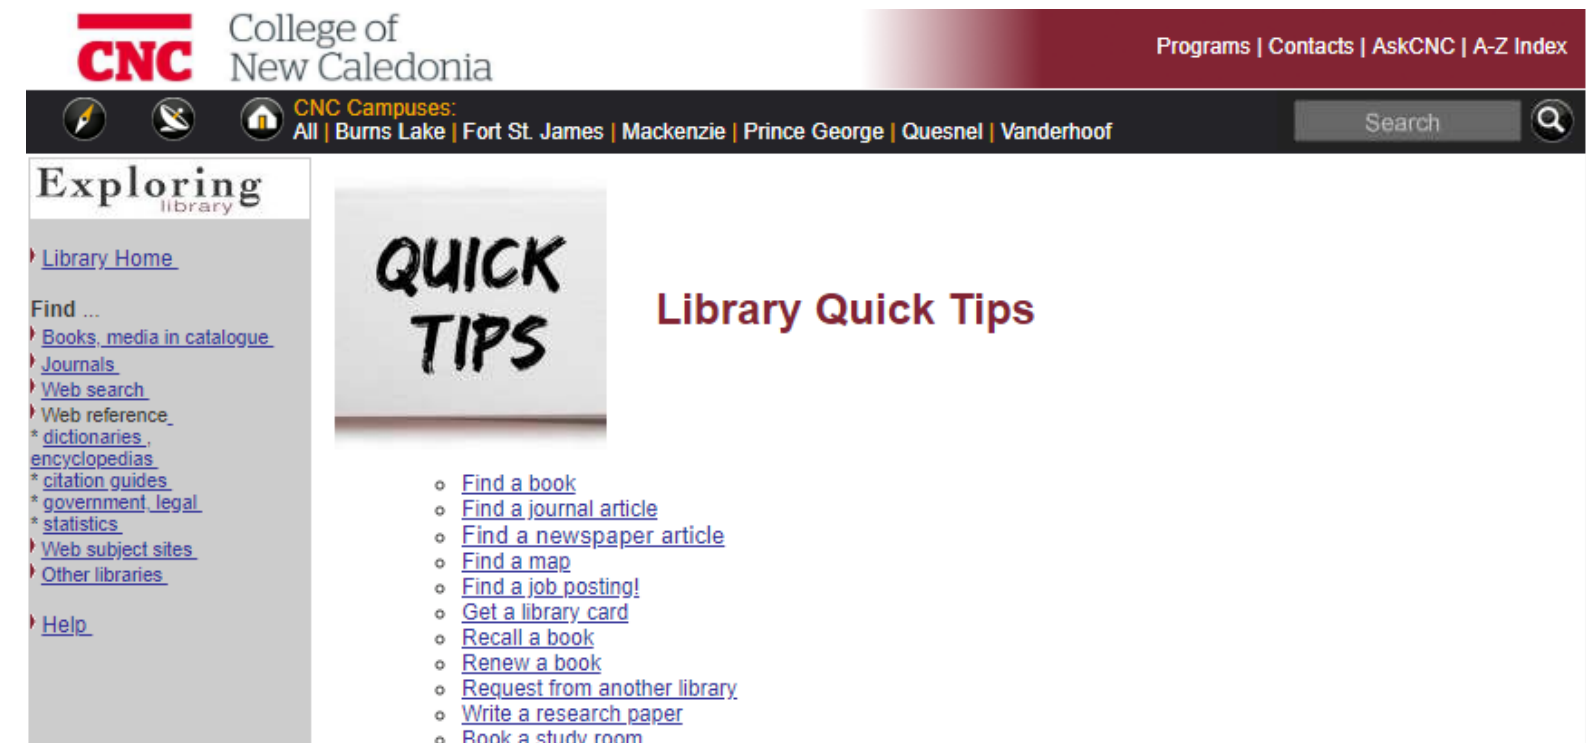 CNC College of
New Caledonia
Programs | Contacts | AskCNC | A-Z Index
CNC Campuses:
All | Burns Lake | Fort St. James | Mackenzie | Prince George | Quesnel | Vanderhoof
Search
Exploring
library
Library Home
Find ...
Books, media in catalogue
Journals
Web search
Web reference
* dictionaries ,
encyclopedias
* citation guides
* government, legal
* statistics
Web subject sites
Other libraries
Help
QUICK
TIPS
Library Quick Tips
Find a book
Find a journal article
Find a newspaper article
Find a map
Find a job posting!
Get a library card
Recall a book
Renew a book
Request from another library
Write a research paper
Book a study room